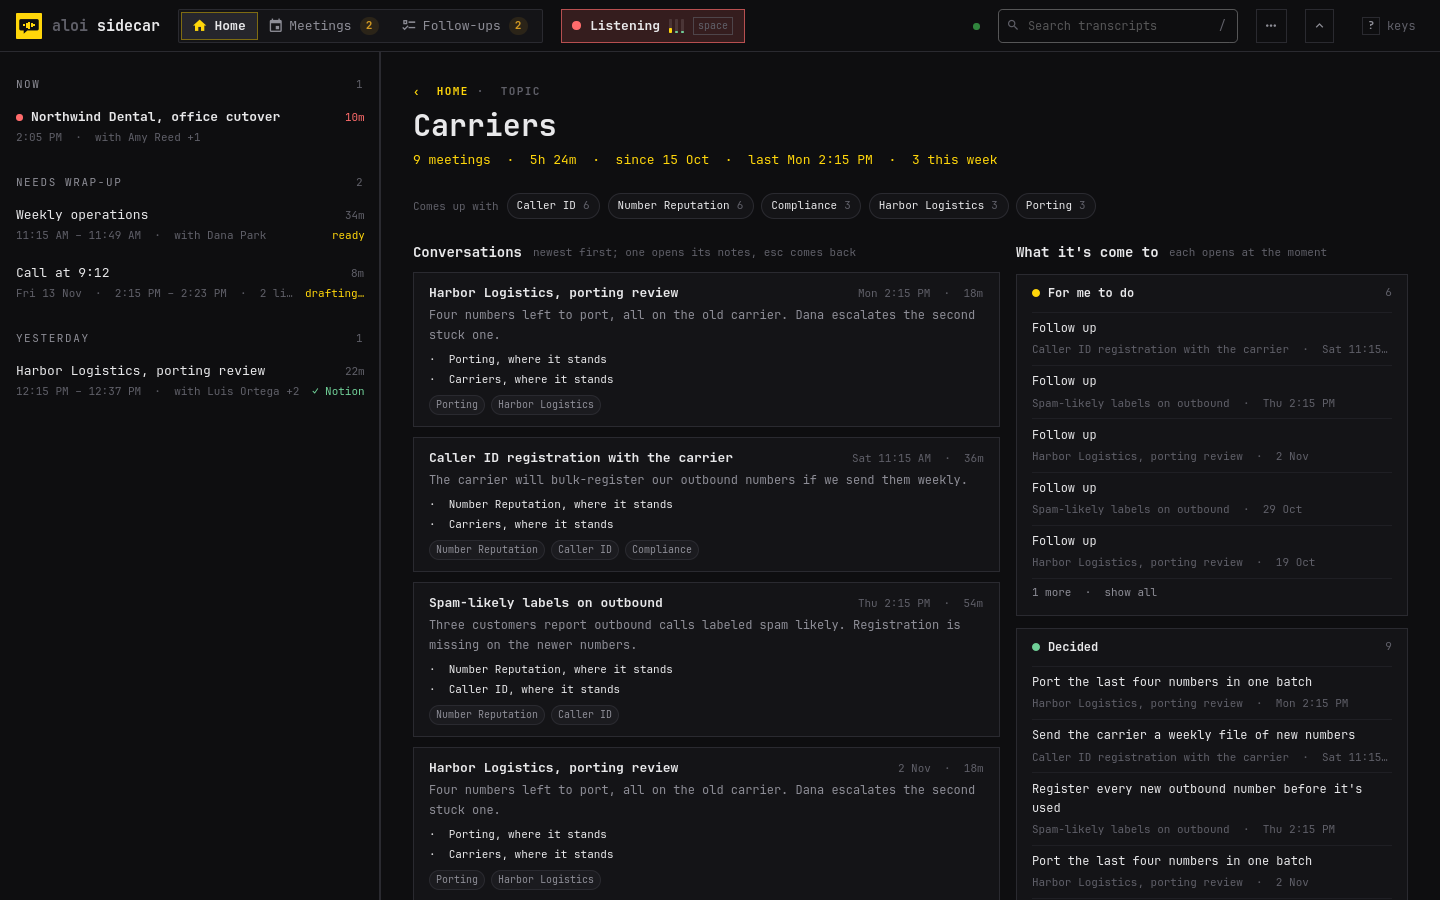 aloi sidecar
Home
Meetings 2
Follow-ups 2
Listening space
Search transcripts /
? keys
NOW 1
Northwind Dental, office cutover 10m
2:05 PM · with Amy Reed +1
NEEDS WRAP-UP 2
Weekly operations 34m
11:15 AM – 11:49 AM · with Dana Park ready
Call at 9:12 8m
Fri 13 Nov · 2:15 PM – 2:23 PM · 2 li… drafting…
YESTERDAY 1
Harbor Logistics, porting review 22m
12:15 PM – 12:37 PM · with Luis Ortega +2 ✓ Notion
‹ HOME · TOPIC
Carriers
9 meetings · 5h 24m · since 15 Oct · last Mon 2:15 PM · 3 this week
Comes up with Caller ID 6 Number Reputation 6 Compliance 3 Harbor Logistics 3 Porting 3
Conversations newest first; one opens its notes, esc comes back
Harbor Logistics, porting review Mon 2:15 PM · 18m
Four numbers left to port, all on the old carrier. Dana escalates the second
stuck one.
· Porting, where it stands
· Carriers, where it stands
Porting Harbor Logistics
Caller ID registration with the carrier Sat 11:15 AM · 36m
The carrier will bulk-register our outbound numbers if we send them weekly.
· Number Reputation, where it stands
· Carriers, where it stands
Number Reputation Caller ID Compliance
Spam-likely labels on outbound Thu 2:15 PM · 54m
Three customers report outbound calls labeled spam likely. Registration is
missing on the newer numbers.
· Number Reputation, where it stands
· Caller ID, where it stands
Number Reputation Caller ID
Harbor Logistics, porting review 2 Nov · 18m
Four numbers left to port, all on the old carrier. Dana escalates the second
stuck one.
· Porting, where it stands
· Carriers, where it stands
Porting Harbor Logistics
What it's come to each opens at the moment
For me to do 6
Follow up
Caller ID registration with the carrier · Sat 11:15…
Follow up
Spam-likely labels on outbound · Thu 2:15 PM
Follow up
Harbor Logistics, porting review · 2 Nov
Follow up
Spam-likely labels on outbound · 29 Oct
Follow up
Harbor Logistics, porting review · 19 Oct
1 more · show all
Decided 9
Port the last four numbers in one batch
Harbor Logistics, porting review · Mon 2:15 PM
Send the carrier a weekly file of new numbers
Caller ID registration with the carrier · Sat 11:15…
Register every new outbound number before it's
used
Spam-likely labels on outbound · Thu 2:15 PM
Port the last four numbers in one batch
Harbor Logistics, porting review · 2 Nov